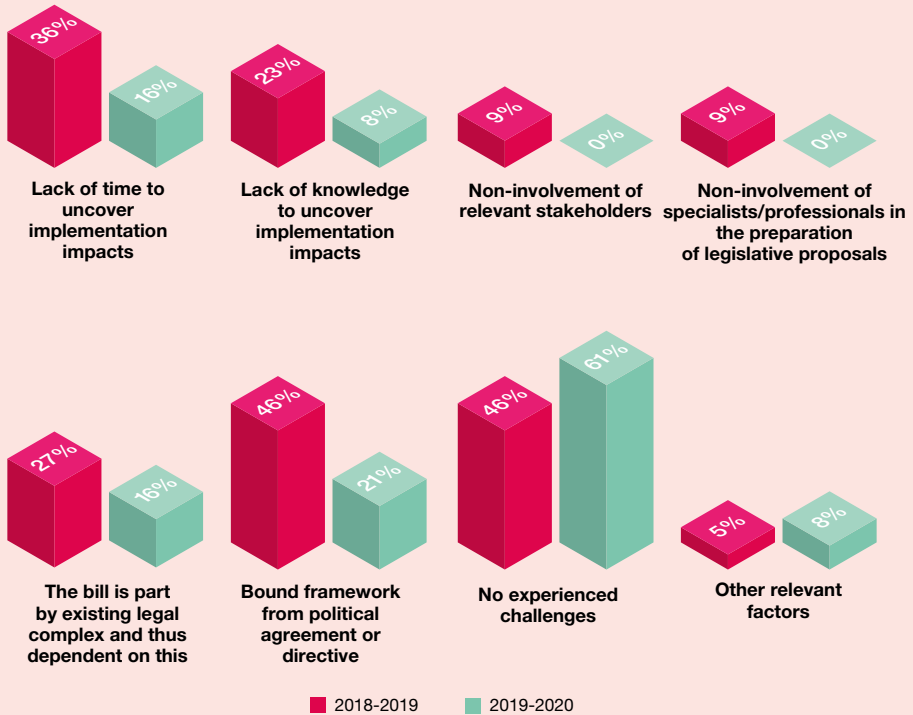 36%
16%
Lack of time to
uncover
implementation
impacts
23%
8%
Lack of knowledge
to uncover
implementation
impacts
9%
0%
Non-involvement of
relevant stakeholders
9%
0%
Non-involvement of
specialists/professionals in
the preparation
of legislative proposals
27%
16%
The bill is part
by existing legal
complex and thus
dependent on this
46%
21%
Bound framework
from political
agreement or
directive
46%
61%
No experienced
challenges
5%
8%
Other relevant
factors
2018-2019
2019-2020